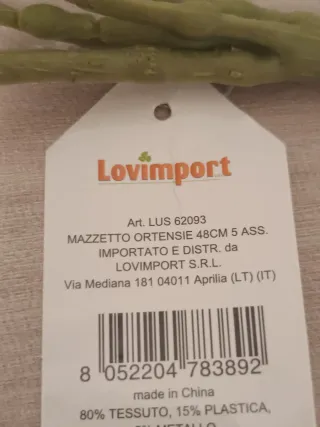 Lovimport
Art. LUS 62093
MAZZETTO ORTENSIE 48CM 5 ASS.
IMPORTATO E DISTR. da
LOVIMPORT S.R.L.
Via Mediana 181 04011 Aprilia (LT) (IT)
8 052204 783892
made in China
80% TESSUTO, 15% PLASTICA,
METALLO